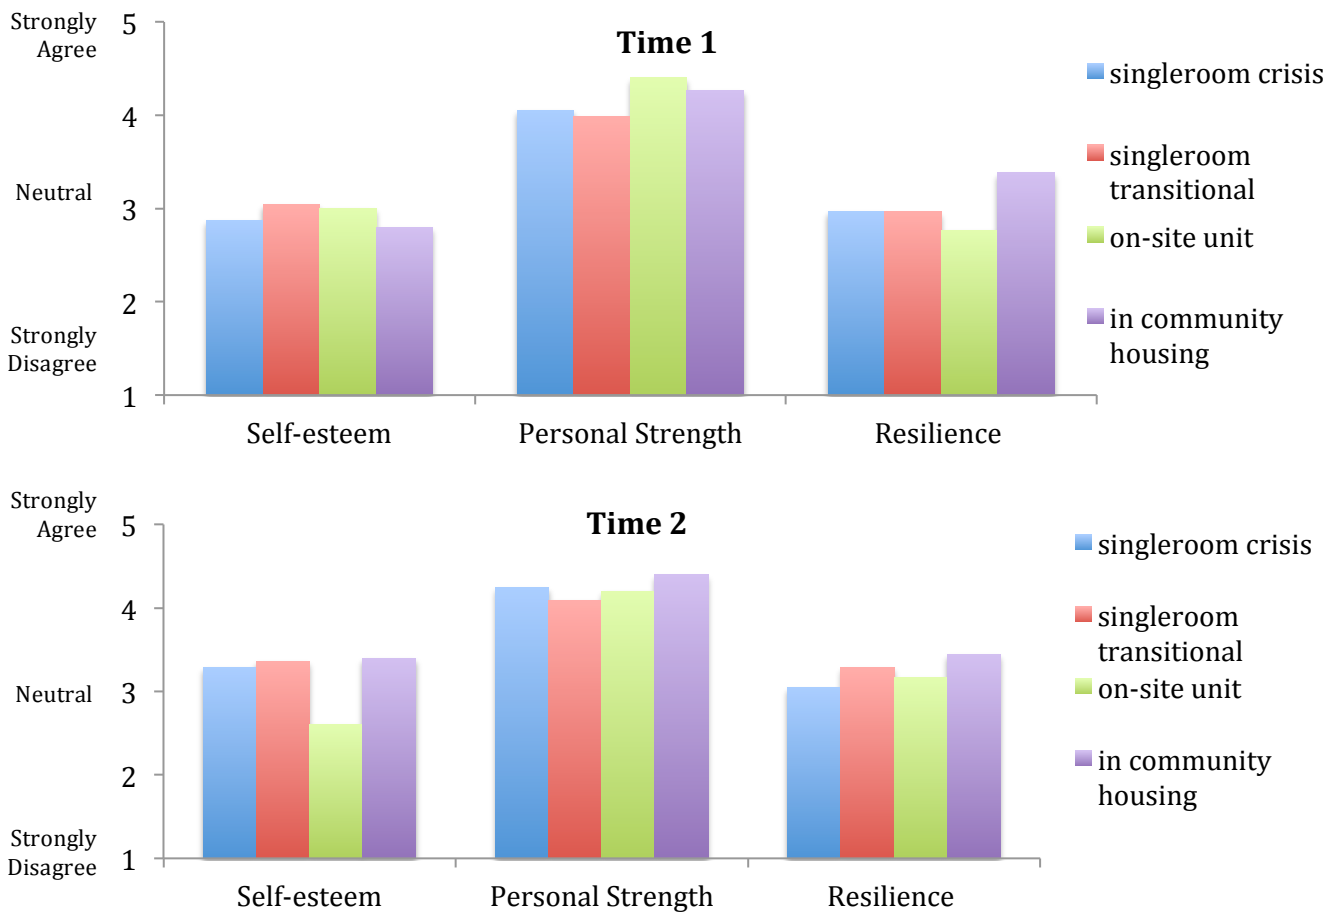 Strongly
Agree
5
Time 1
4
Neutral
3
2
Strongly
Disagree
1
Self-esteem
Personal Strength
Resilience
singleroom crisis
singleroom
transitional
on-site unit
in community
housing
Strongly
Agree
5
Time 2
4
Neutral
3
2
Strongly
Disagree
1
Self-esteem
Personal Strength
Resilience
singleroom crisis
singleroom
transitional
on-site unit
in community
housing